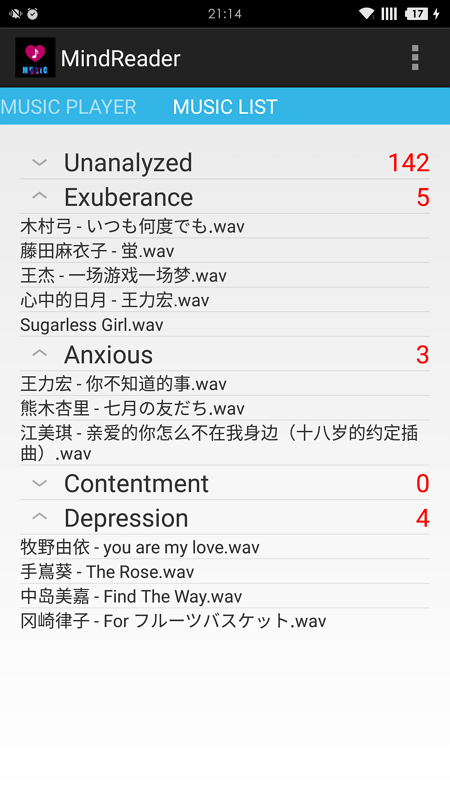 21:14
17
MUSIC
MindReader
MUSIC PLAYER
MUSIC LIST
Unanalyzed 142
Exuberance 5
木村弓 - いつも何度でも.wav
藤田麻衣子 - 蛍.wav
王杰 - 一场游戏一场梦.wav
心中的日月 - 王力宏.wav
Sugarless Girl.wav
Anxious 3
王力宏 - 你不知道的事.wav
熊木杏里 - 七月の友だち.wav
江美琪 - 亲爱的你怎么不在我身边（十八岁的约定插
曲）.wav
Contentment 0
Depression 4
牧野由依 - you are my love.wav
手嶌葵 - The Rose.wav
中岛美嘉 - Find The Way.wav
冈崎律子 - For フルーツバスケット.wav